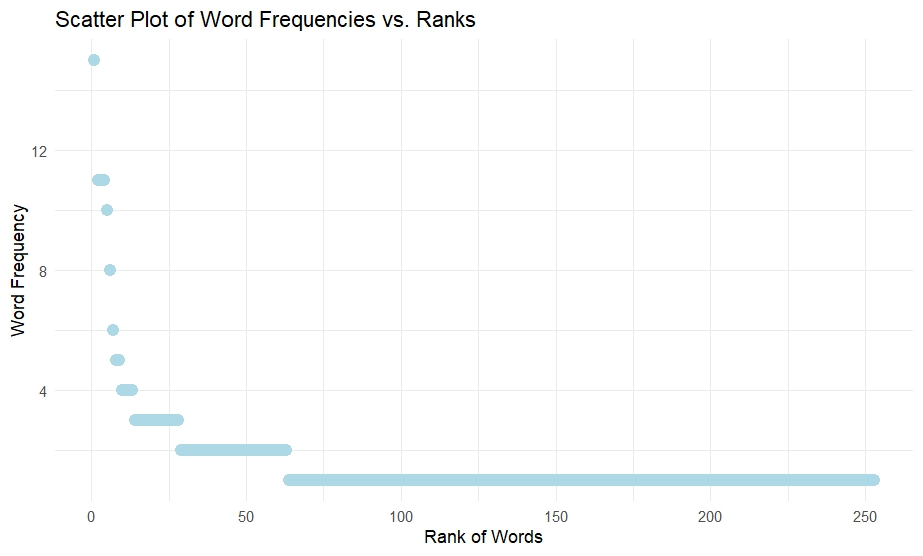 Scatter Plot of Word Frequencies vs. Ranks
12
8
4
Word Frequency
0 50 100 150 200 250
Rank of Words